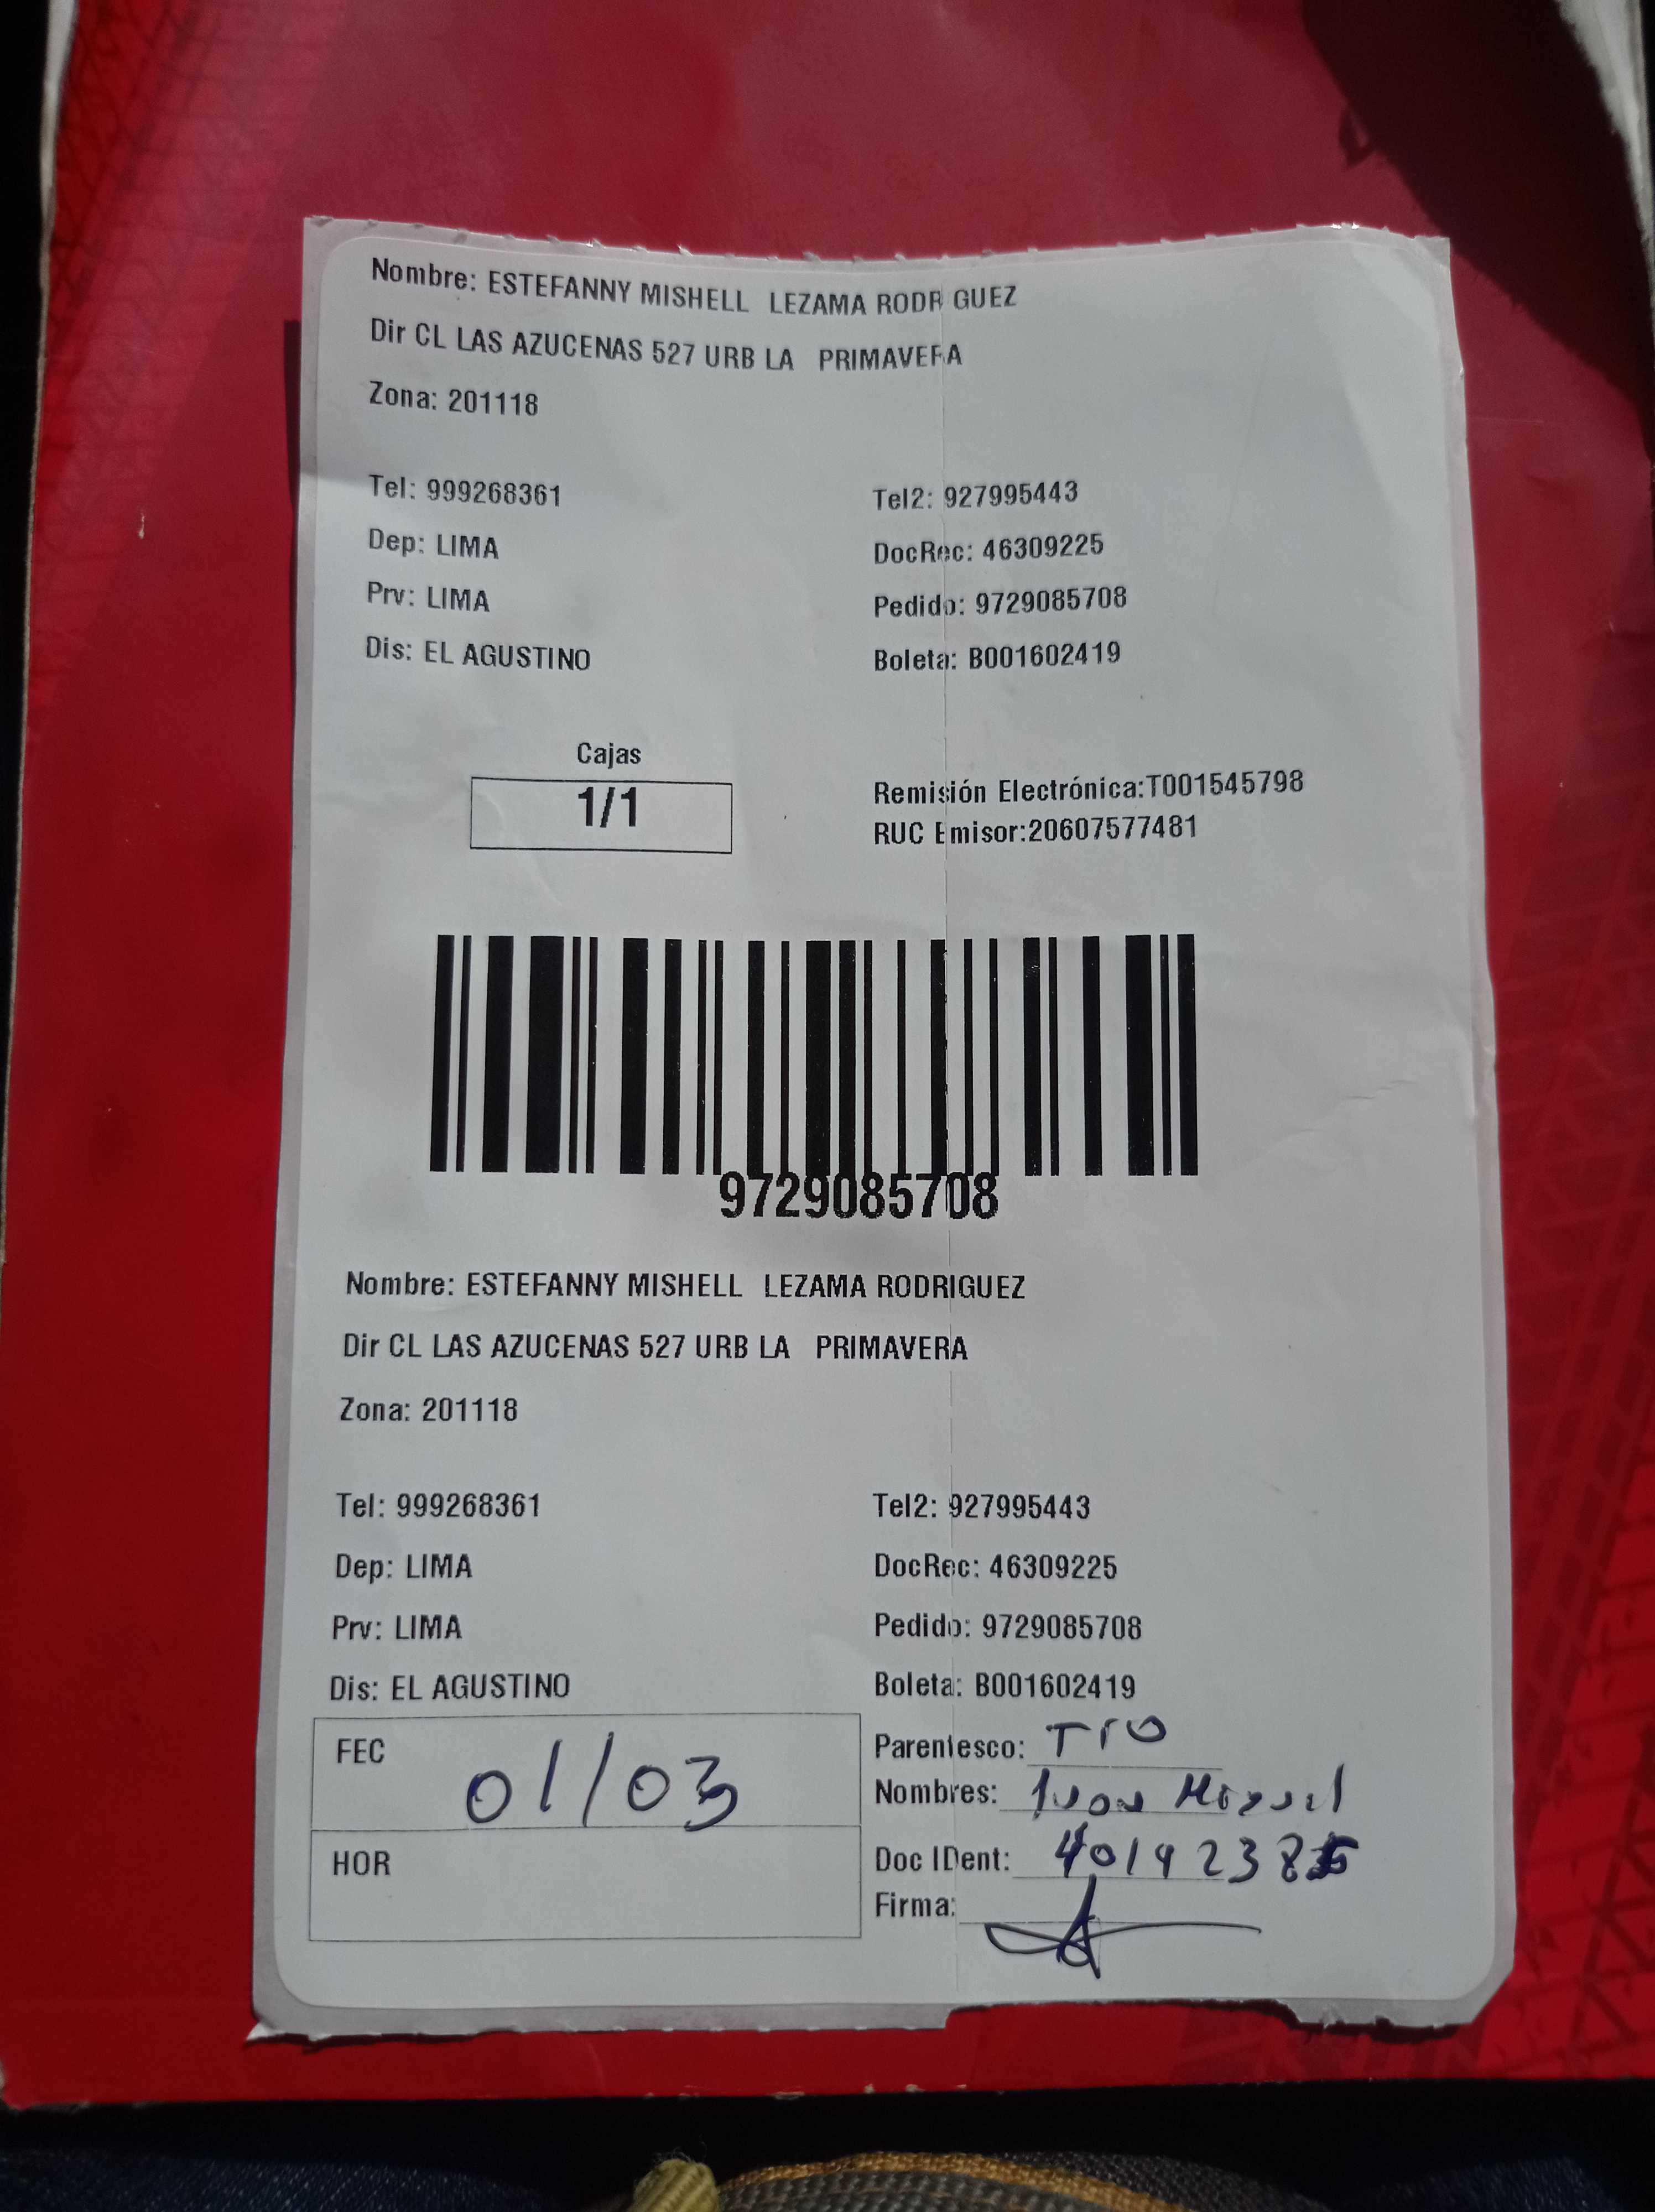 Nombre: ESTEFANNY MISHELL LEZAMA RODR GUEZ
Dir CL LAS AZUCENAS 527 URB LA PRIMAVERA
Zona: 201118
Tel: 999268361 Tel2: 927995443
Dep: LIMA DocRec: 46309225
Prv: LIMA Pedido: 9729085708
Dis: EL AGUSTINO Boleta: B001602419
Cajas
1/1
Remisión Electrónica:T001545798
RUC Emisor:20607577481
9729085708
Nombre: ESTEFANNY MISHELL LEZAMA RODRIGUEZ
Dir CL LAS AZUCENAS 527 URB LA PRIMAVERA
Zona: 201118
Tel: 999268361 Tel2: 927995443
Dep: LIMA DocRec: 46309225
Prv: LIMA Pedido: 9729085708
Dis: EL AGUSTINO Boleta: B001602419
FEC 01/03
HOR
Parentesco: TIO
Nombres: Miguel
Doc IDent:
Firma: